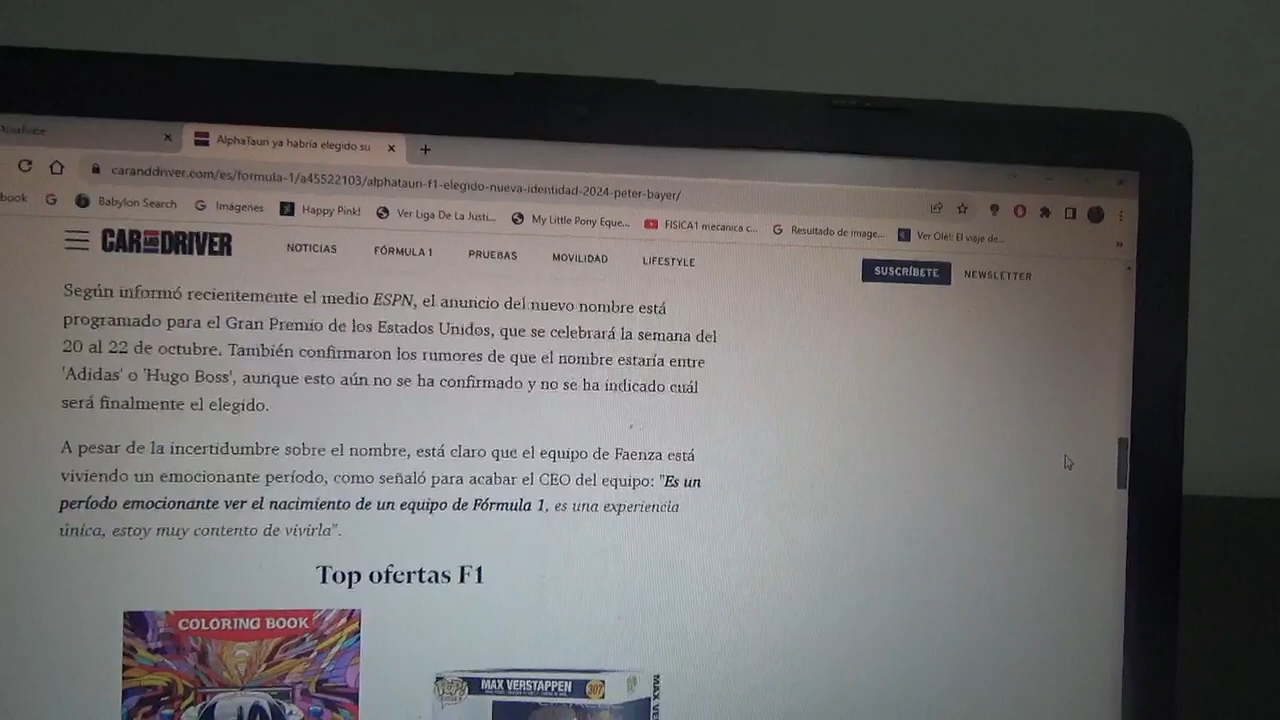 YouTube
AlphaTauri ya habría elegido su
caranddriver.com/es/formula-1/a45522103/alphatauri-f1-elegido-nueva-identidad-2024-peter-bayer/
book
Babylon Search
Imágenes
Happy Pink!
Ver Liga De La Justi...
My Little Pony Eque...
FISICA1 mecanica c...
Resultado de image...
Ver Olé!! El viaje de...
CAR AND DRIVER
NOTICIAS
FÓRMULA 1
PRUEBAS
MOVILIDAD
LIFESTYLE
SUSCRÍBETE
NEWSLETTER
Según informó recientemente el medio ESPN, el anuncio del nuevo nombre está
programado para el Gran Premio de los Estados Unidos, que se celebrará la semana del
20 al 22 de octubre. También confirmaron los rumores de que el nombre estaría entre
'Adidas' o 'Hugo Boss', aunque esto aún no se ha confirmado y no se ha indicado cuál
será finalmente el elegido.
A pesar de la incertidumbre sobre el nombre, está claro que el equipo de Faenza está
viviendo un emocionante período, como señaló para acabar el CEO del equipo: "Es un
período emocionante ver el nacimiento de un equipo de Fórmula 1, es una experiencia
única, estoy muy contento de vivirla".
Top ofertas F1
COLORING BOOK
POP!
MAX VERSTAPPEN
307
MAX VE